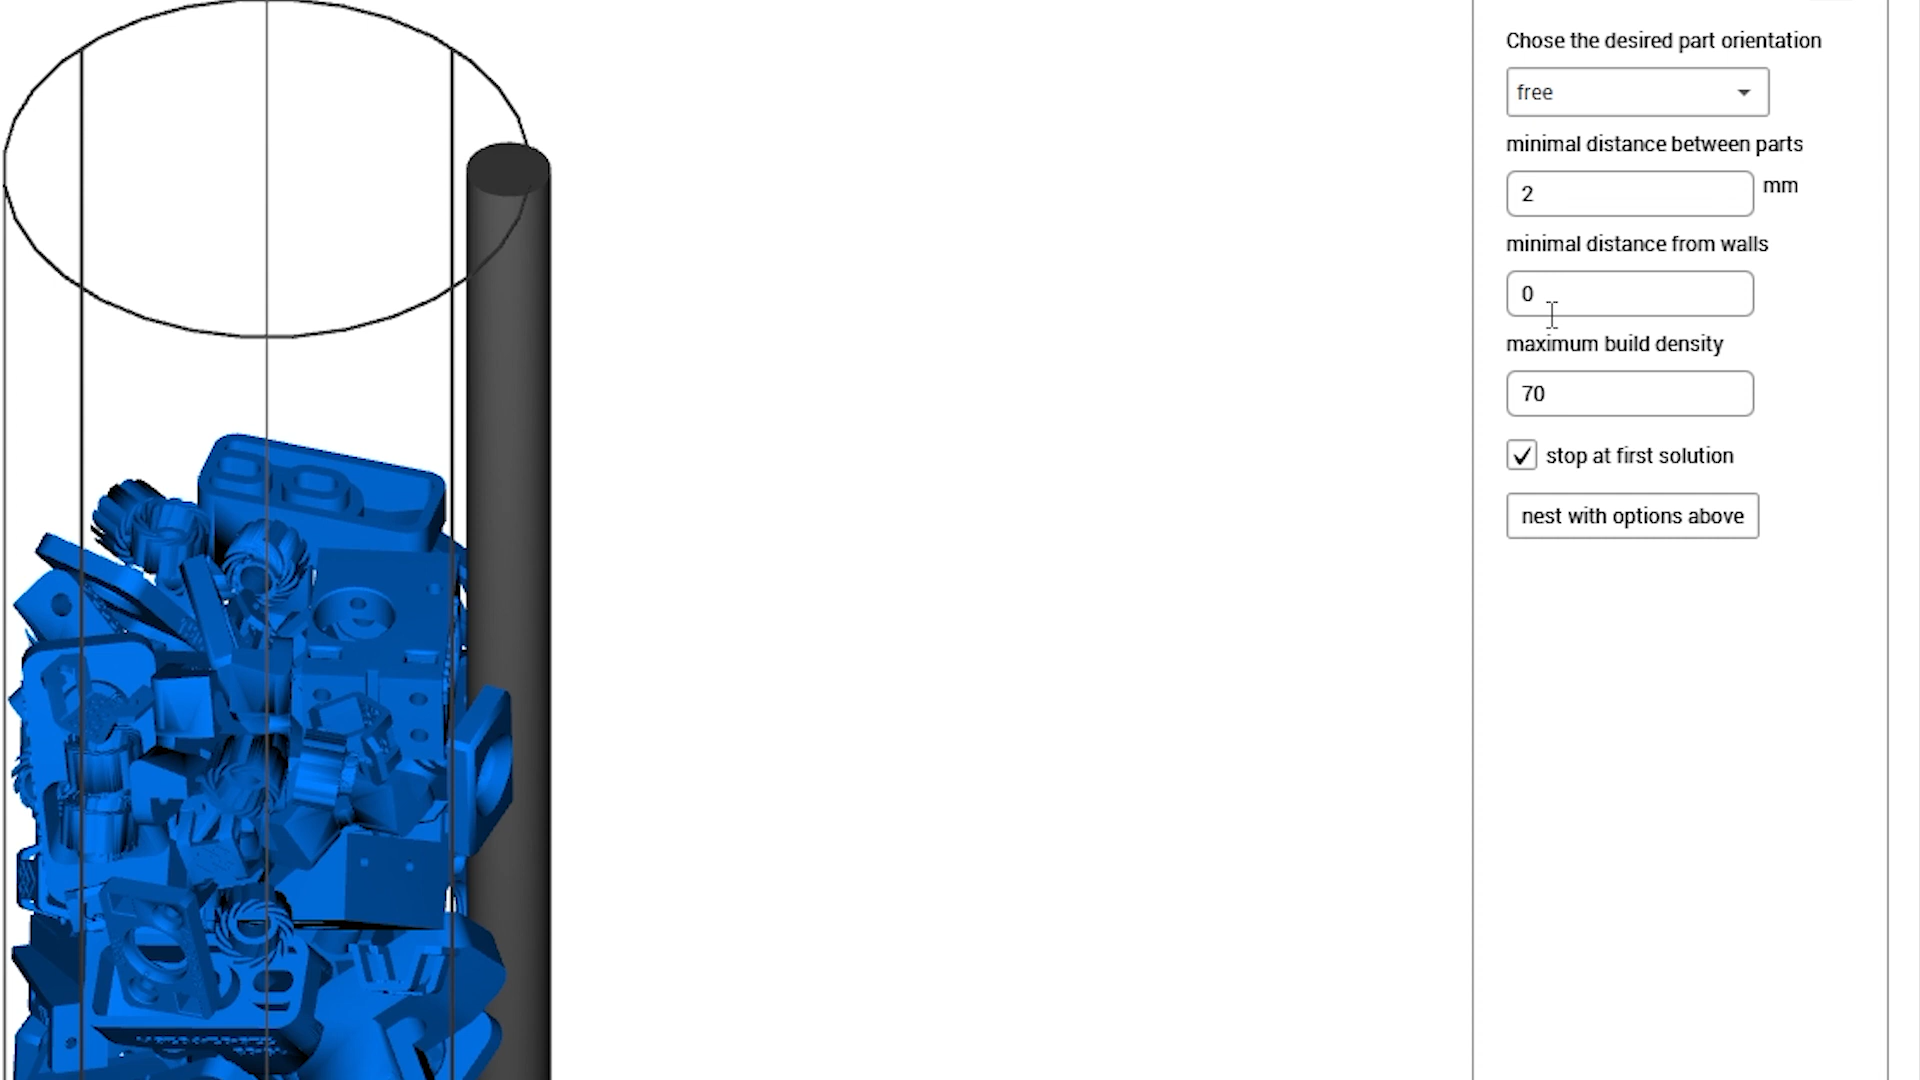 Chose the desired part orientation
free
minimal distance between parts
2 mm
minimal distance from walls
0
maximum build density
70
stop at first solution
nest with options above